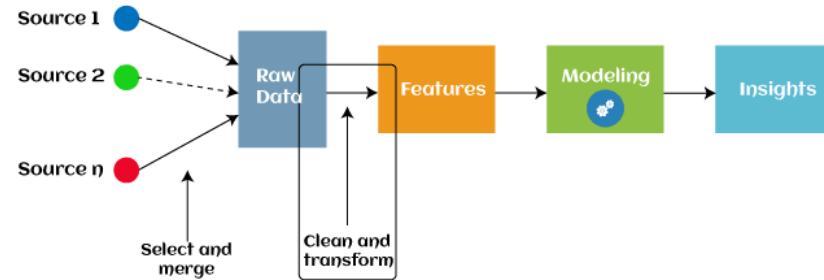 Source 1
Source 2
Source n
Raw
Data
Features
Modeling
Insights
Select and
merge
Clean and
transform